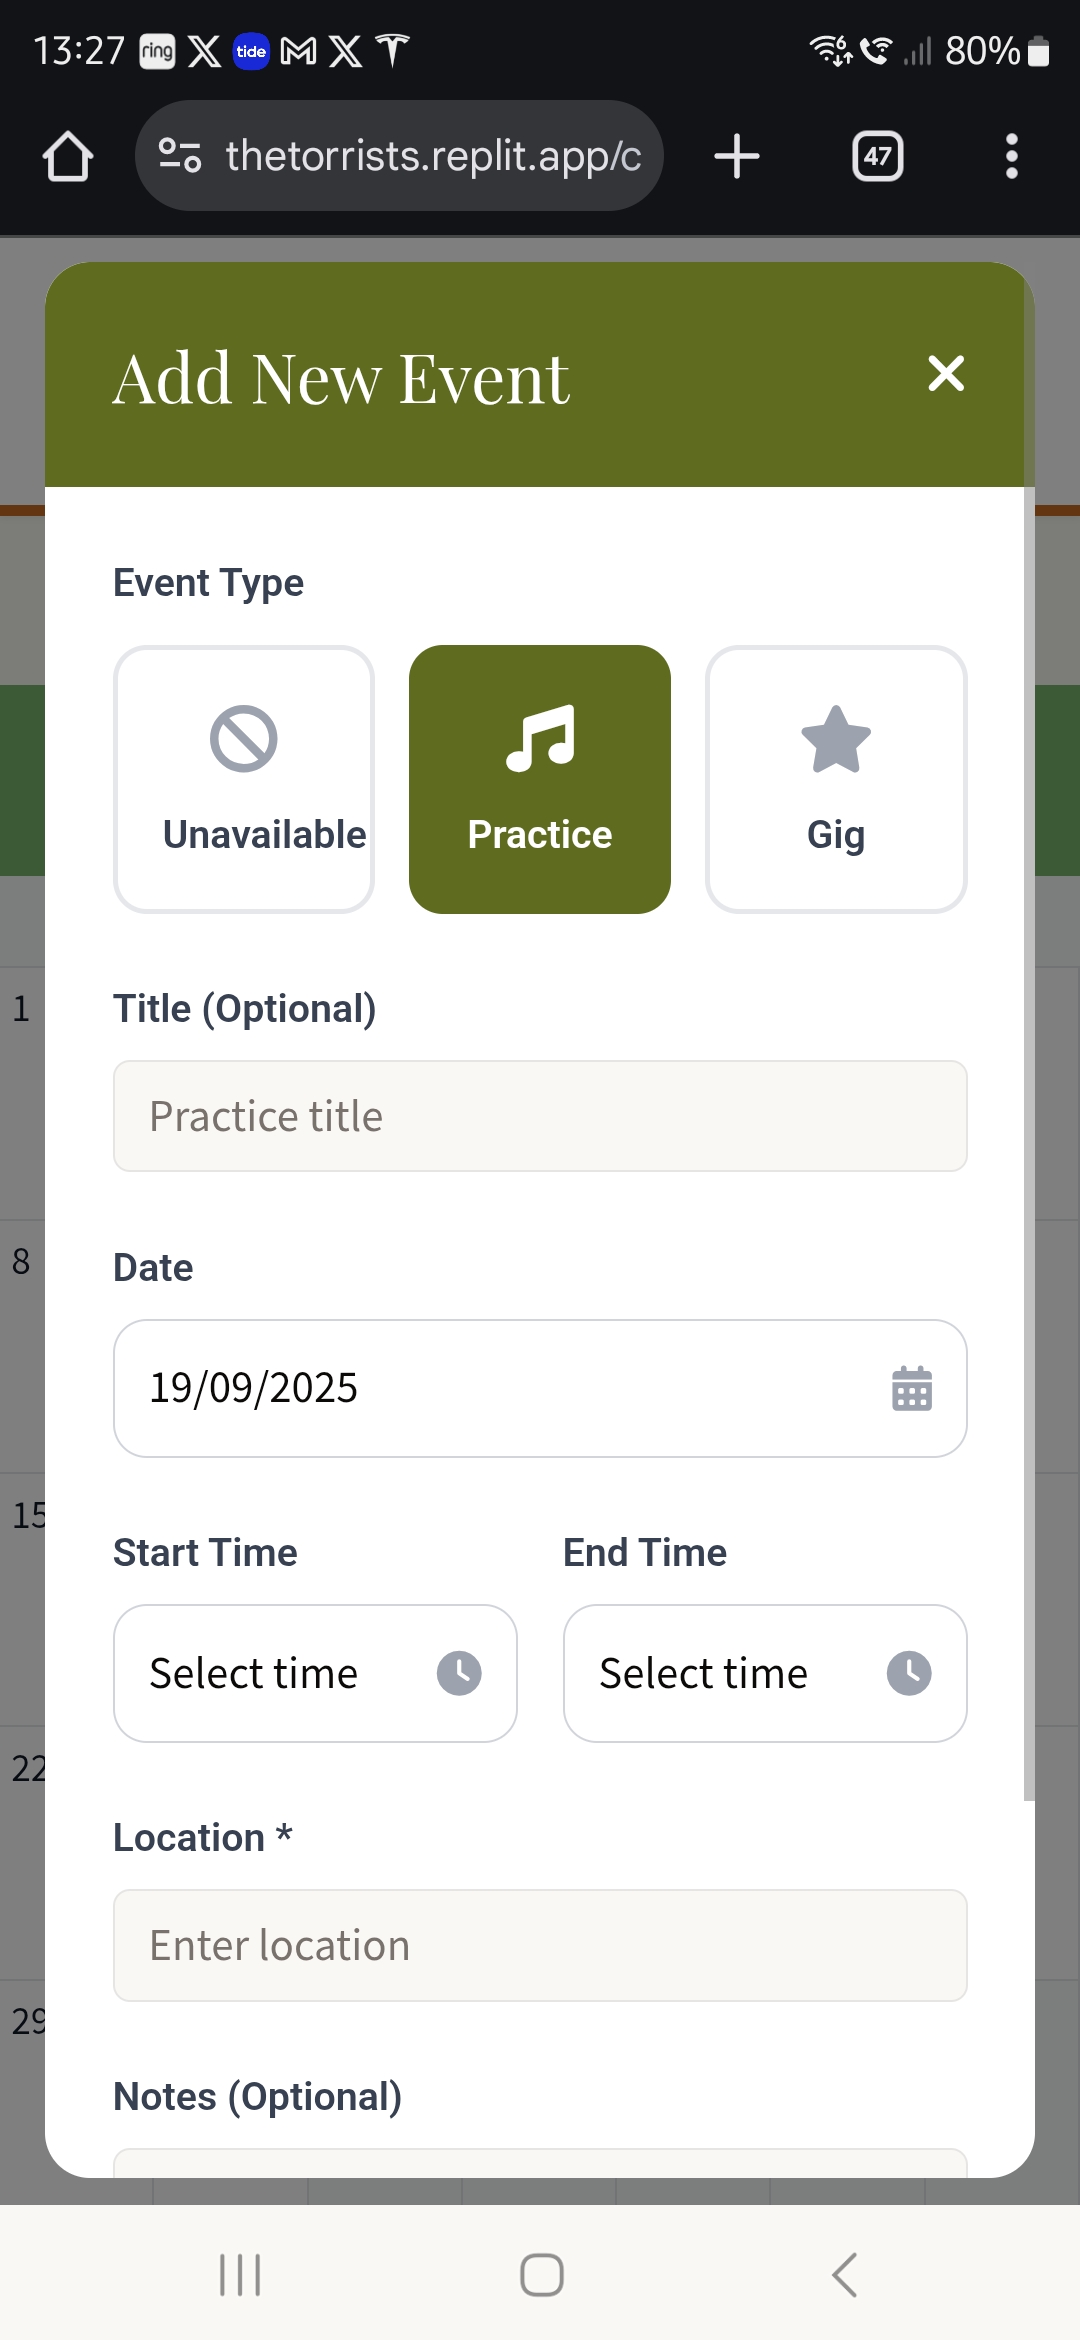 13:27 ring tide 6 80%
thetorrists.replit.app/c 47
Add New Event
Event Type
Unavailable Practice Gig
1
Title (Optional)
Practice title
8
Date
19/09/2025
15
Start Time End Time
Select time Select time
22
Location *
Enter location
29
Notes (Optional)